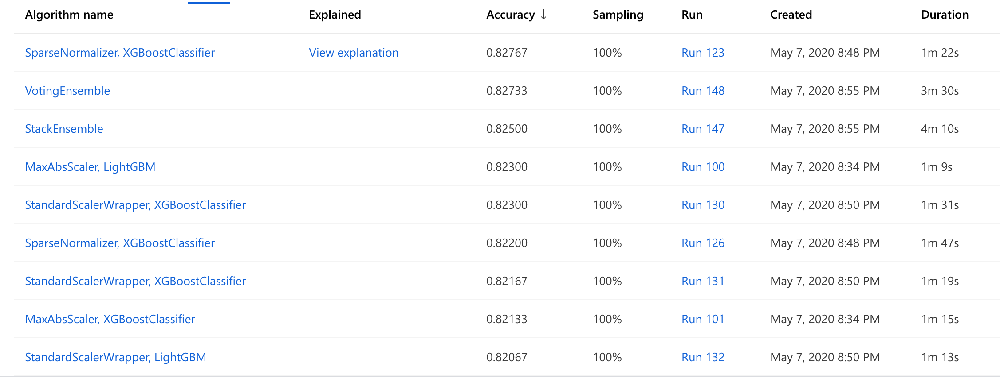 Algorithm name Explained Accuracy ↓ Sampling Run Created Duration
SparseNormalizer, XGBoostClassifier View explanation 0.82767 100% Run 123 May 7, 2020 8:48 PM 1m 22s
VotingEnsemble 0.82733 100% Run 148 May 7, 2020 8:55 PM 3m 30s
StackEnsemble 0.82500 100% Run 147 May 7, 2020 8:55 PM 4m 10s
MaxAbsScaler, LightGBM 0.82300 100% Run 100 May 7, 2020 8:34 PM 1m 9s
StandardScalerWrapper, XGBoostClassifier 0.82300 100% Run 130 May 7, 2020 8:50 PM 1m 31s
SparseNormalizer, XGBoostClassifier 0.82200 100% Run 126 May 7, 2020 8:48 PM 1m 47s
StandardScalerWrapper, XGBoostClassifier 0.82167 100% Run 131 May 7, 2020 8:50 PM 1m 19s
MaxAbsScaler, XGBoostClassifier 0.82133 100% Run 101 May 7, 2020 8:34 PM 1m 15s
StandardScalerWrapper, LightGBM 0.82067 100% Run 132 May 7, 2020 8:50 PM 1m 13s